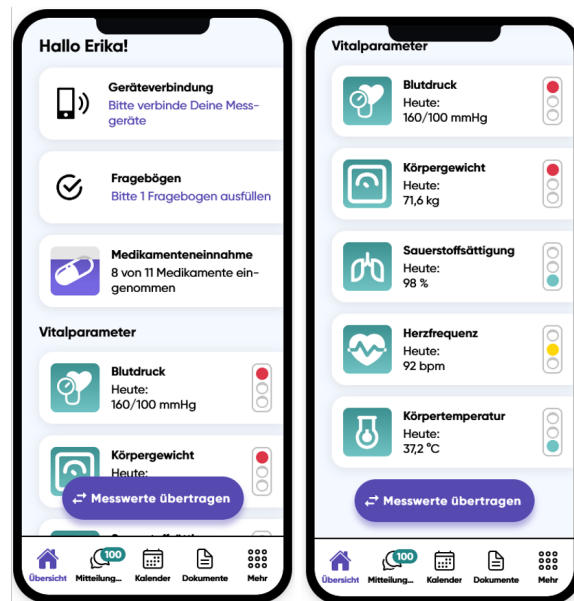 Hallo Erika!
Geräteverbindung
Bitte verbinde Deine Mess-
geräte
Fragebögen
Bitte 1 Fragebogen ausfüllen
Medikamenteneinnahme
8 von 11 Medikamente ein-
genommen
Vitalparameter
Blutdruck
Heute:
160/100 mmHg
Körpergewicht
Heute:
Messwerte übertragen
100
Übersicht
Mitteilung...
Kalender
Dokumente
Mehr
Vitalparameter
Blutdruck
Heute:
160/100 mmHg
Körpergewicht
Heute:
71,6 kg
Sauerstoffsättigung
Heute:
98 %
Herzfrequenz
Heute:
92 bpm
Körpertemperatur
Heute:
37,2 °C
Messwerte übertragen
100
Übersicht
Mitteilung...
Kalender
Dokumente
Mehr